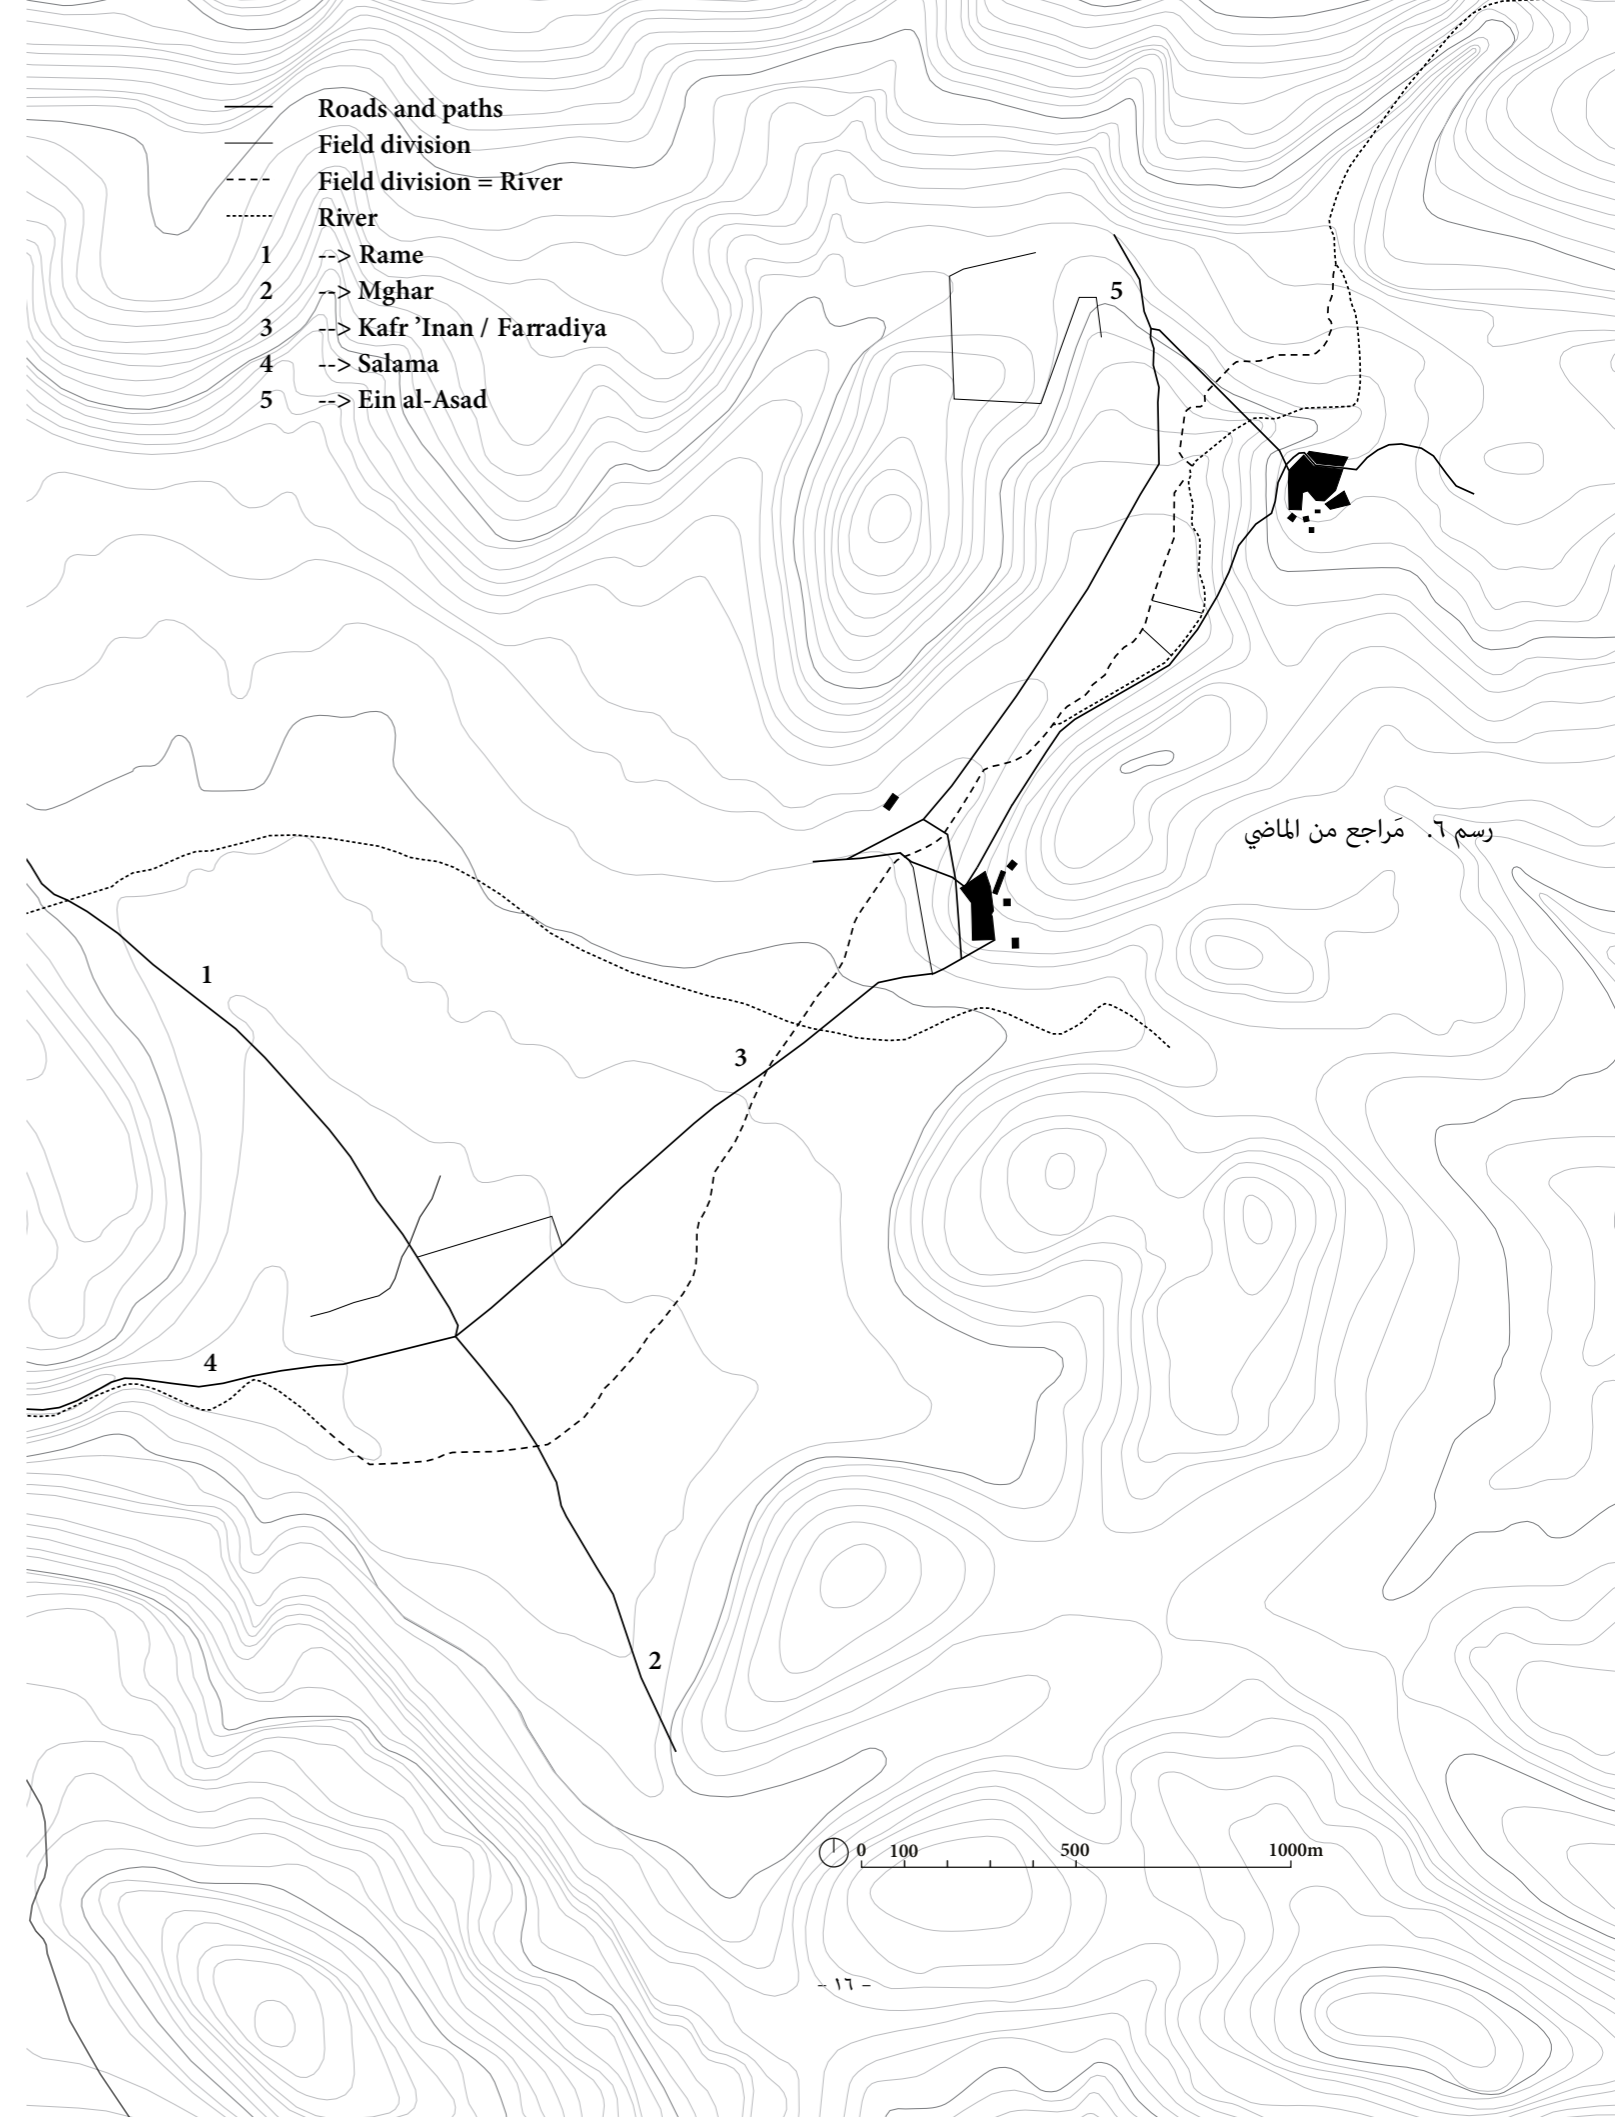 Roads and paths
Field division
Field division = River
River
1 --> Rame
2 --> Mghar
3 --> Kafr ’Inan / Farradiya
4 --> Salama
5 --> Ein al-Asad
5
رسم ٦. مَراجع من الماضي
1
3
4
2
0 100 500 1000m
– ١٦ –